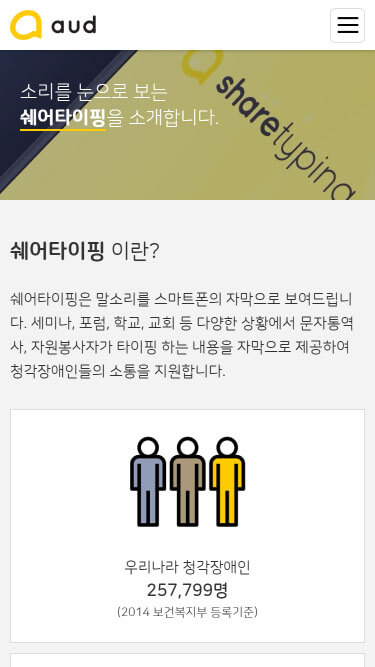 aud
소리를 눈으로 보는
쉐어타이핑을 소개합니다.
sharetyping
쉐어타이핑 이란?
쉐어타이핑은 말소리를 스마트폰의 자막으로 보여드립니
다. 세미나, 포럼, 학교, 교회 등 다양한 상황에서 문자통역
사, 자원봉사자가 타이핑 하는 내용을 자막으로 제공하여
청각장애인들의 소통을 지원합니다.
우리나라 청각장애인
257,799명
(2014 보건복지부 등록기준)